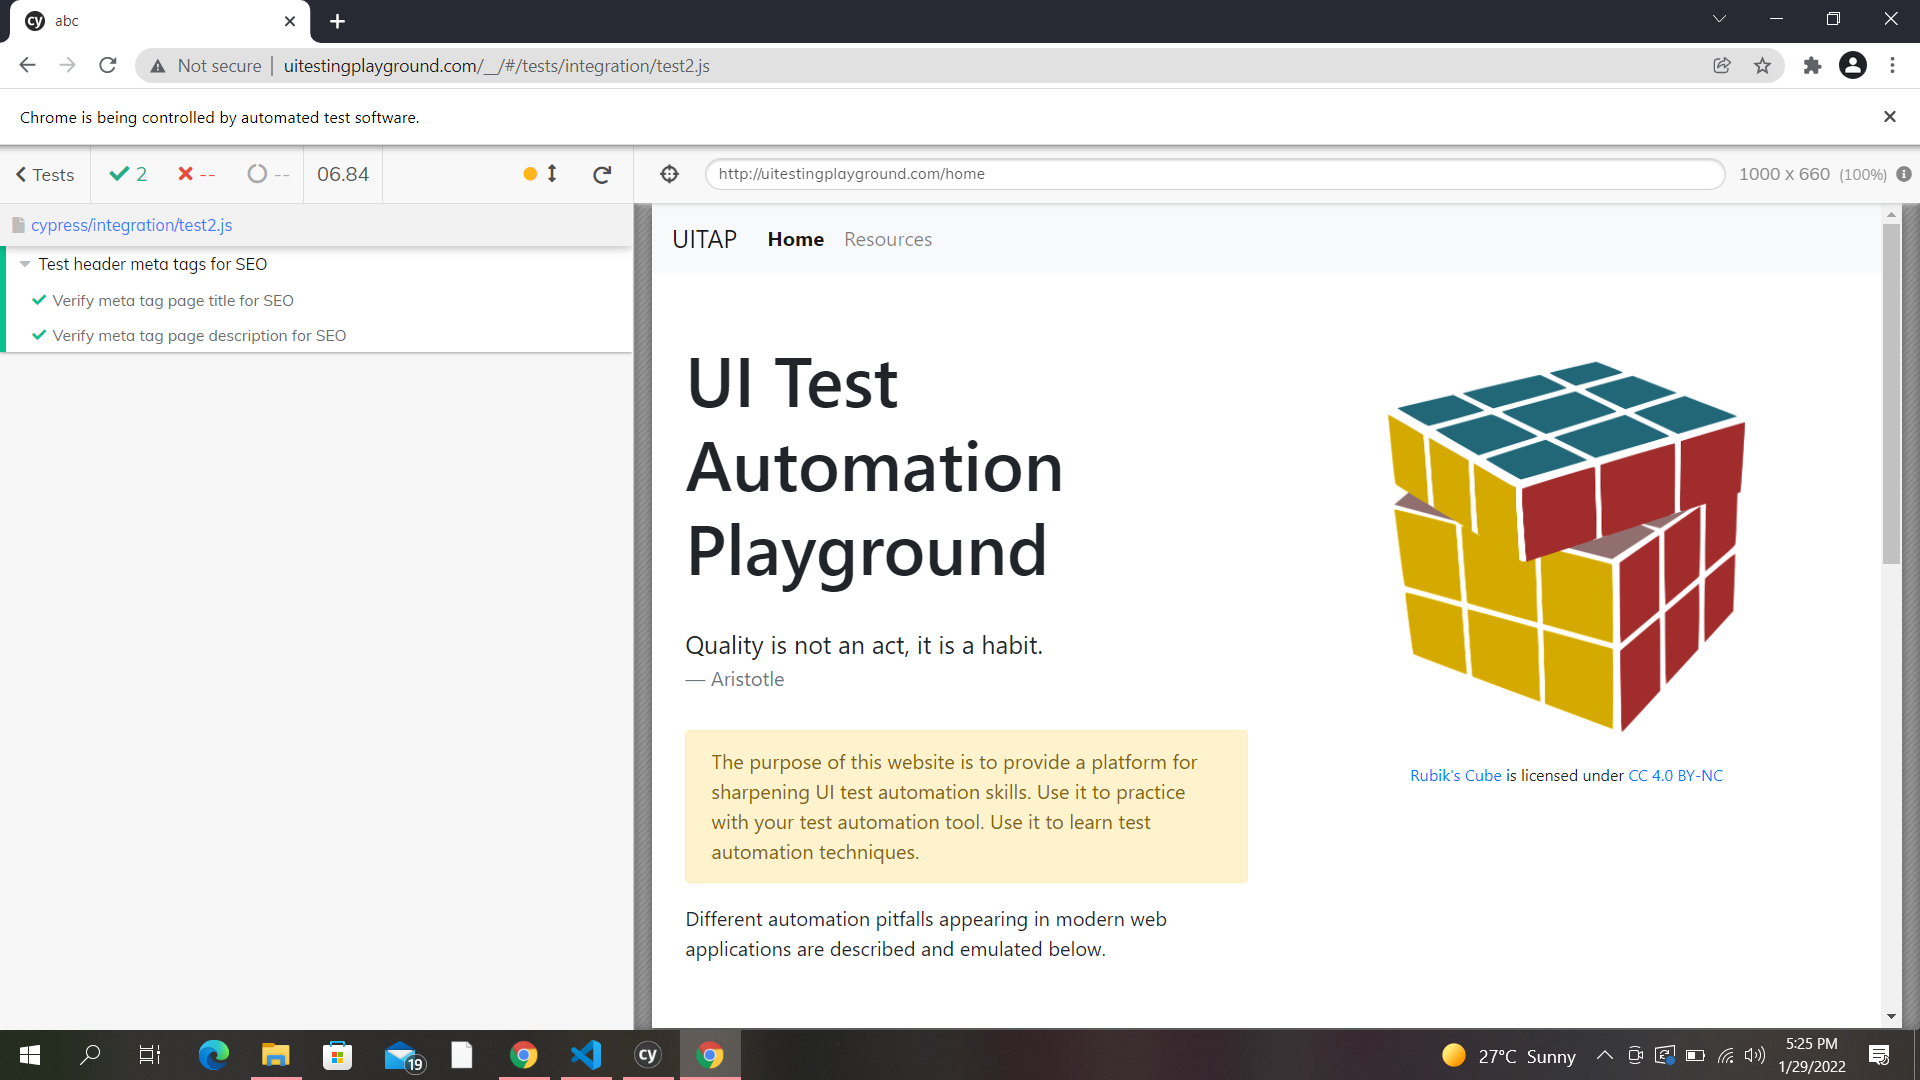 cy abc
Not secure uitestingplayground.com/__/#/tests/integration/test2.js
Chrome is being controlled by automated test software.
Tests 2 -- -- 06.84
http://uitestingplayground.com/home 1000 x 660 (100%)
cypress/integration/test2.js
Test header meta tags for SEO
Verify meta tag page title for SEO
Verify meta tag page description for SEO
UITAP Home Resources
UI Test
Automation
Playground
Quality is not an act, it is a habit.
— Aristotle
The purpose of this website is to provide a platform for
sharpening UI test automation skills. Use it to practice
with your test automation tool. Use it to learn test
automation techniques.
Different automation pitfalls appearing in modern web
applications are described and emulated below.
Rubik's Cube is licensed under CC 4.0 BY-NC
19
cy
27°C Sunny
5:25 PM
1/29/2022